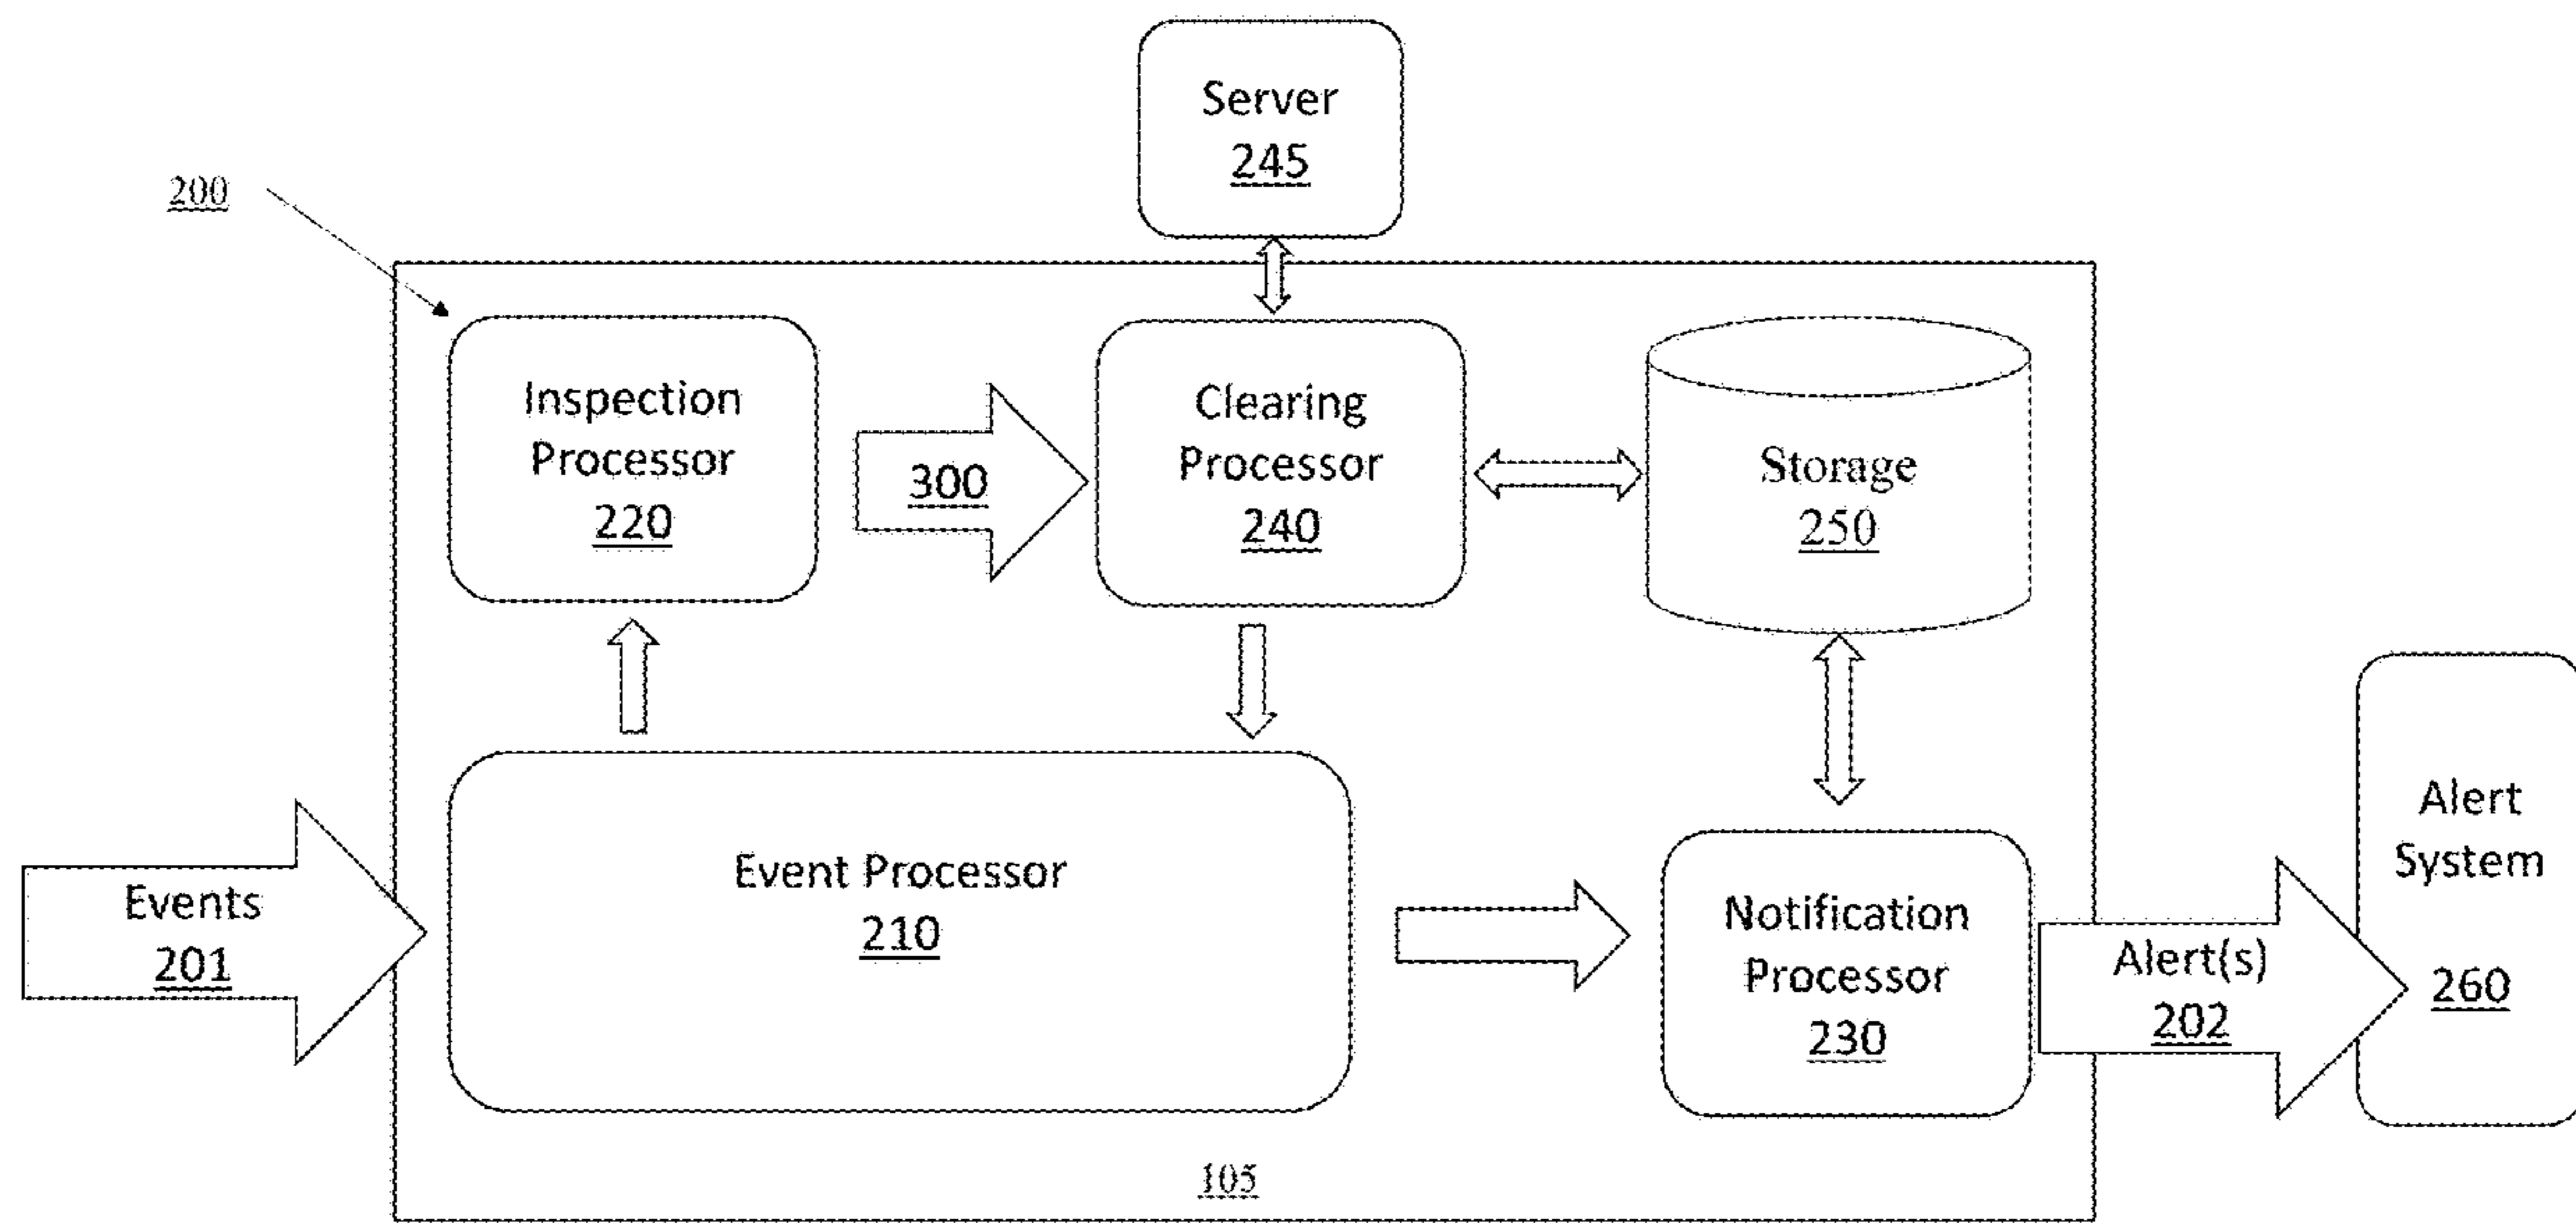 Server
245
200
Inspection
Processor
220
300
Clearing
Processor
240
Storage
250
Events
201
Event Processor
210
Notification
Processor
230
Alert(s)
202
Alert
System
260
105